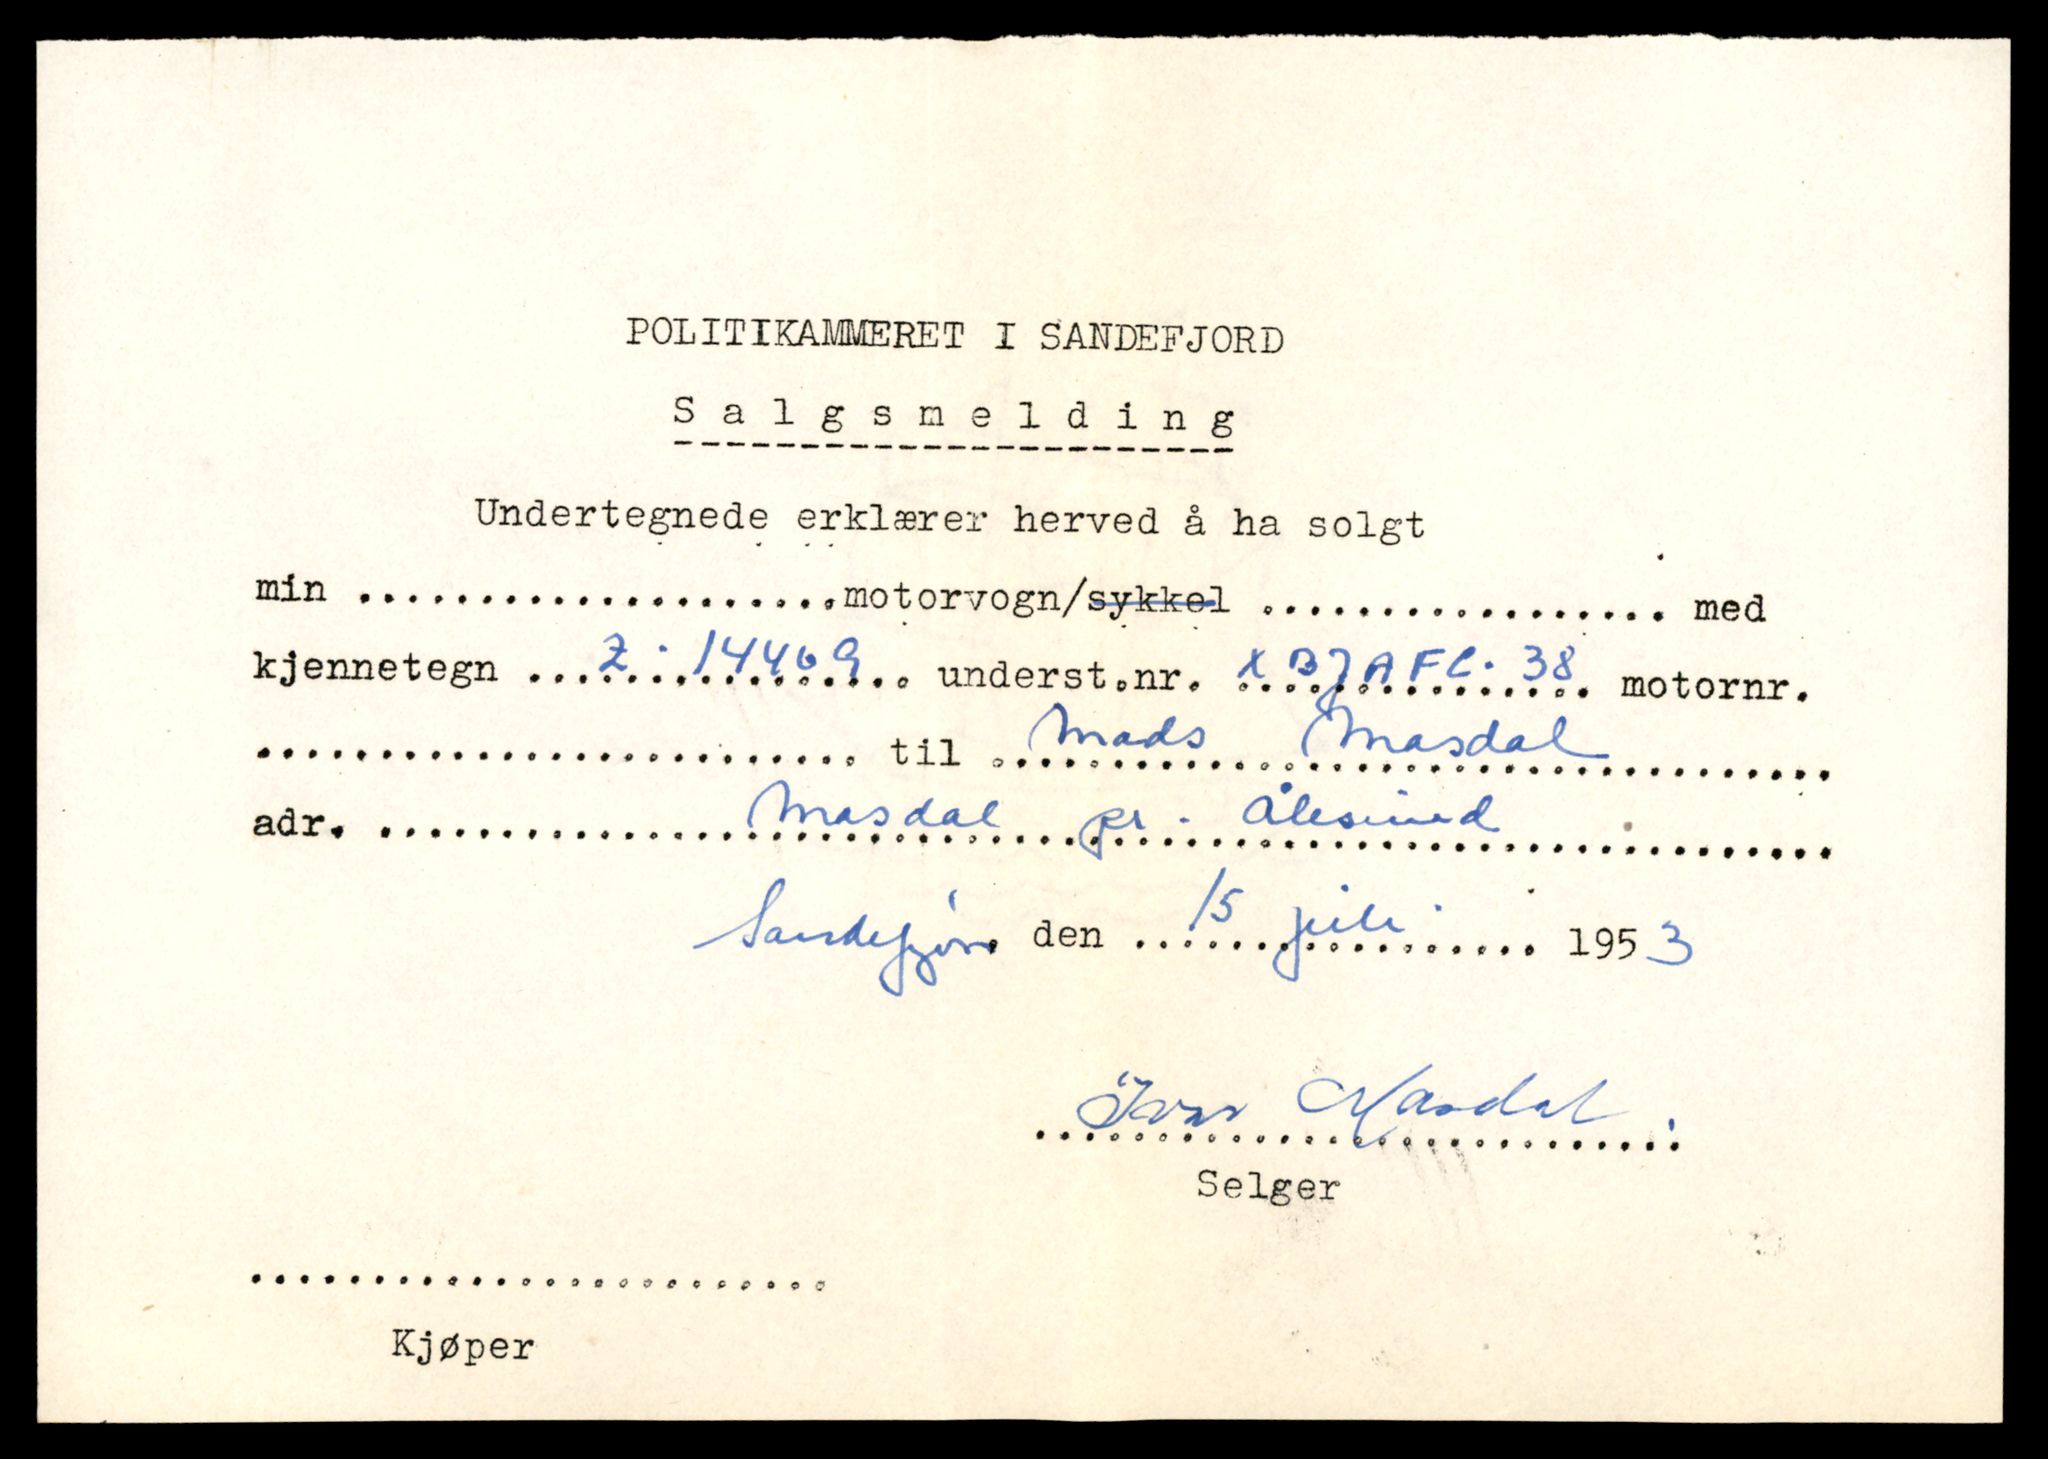 POLITIKAMMERET I SANDEFJORD
Salgsmelding
Undertegnede erklærer herved å ha solgt
min ....................motorvogn/sykkel ................. med
kjennetegn ...Z. 14469... underst.nr. XBJAFC. 38 motornr.
......................... til Mads Masdal
adr. Masdal pr. Ålesund
Sandefjord den 15 juli 1953
Ivar Masdal
Selger
........................
Kjøper